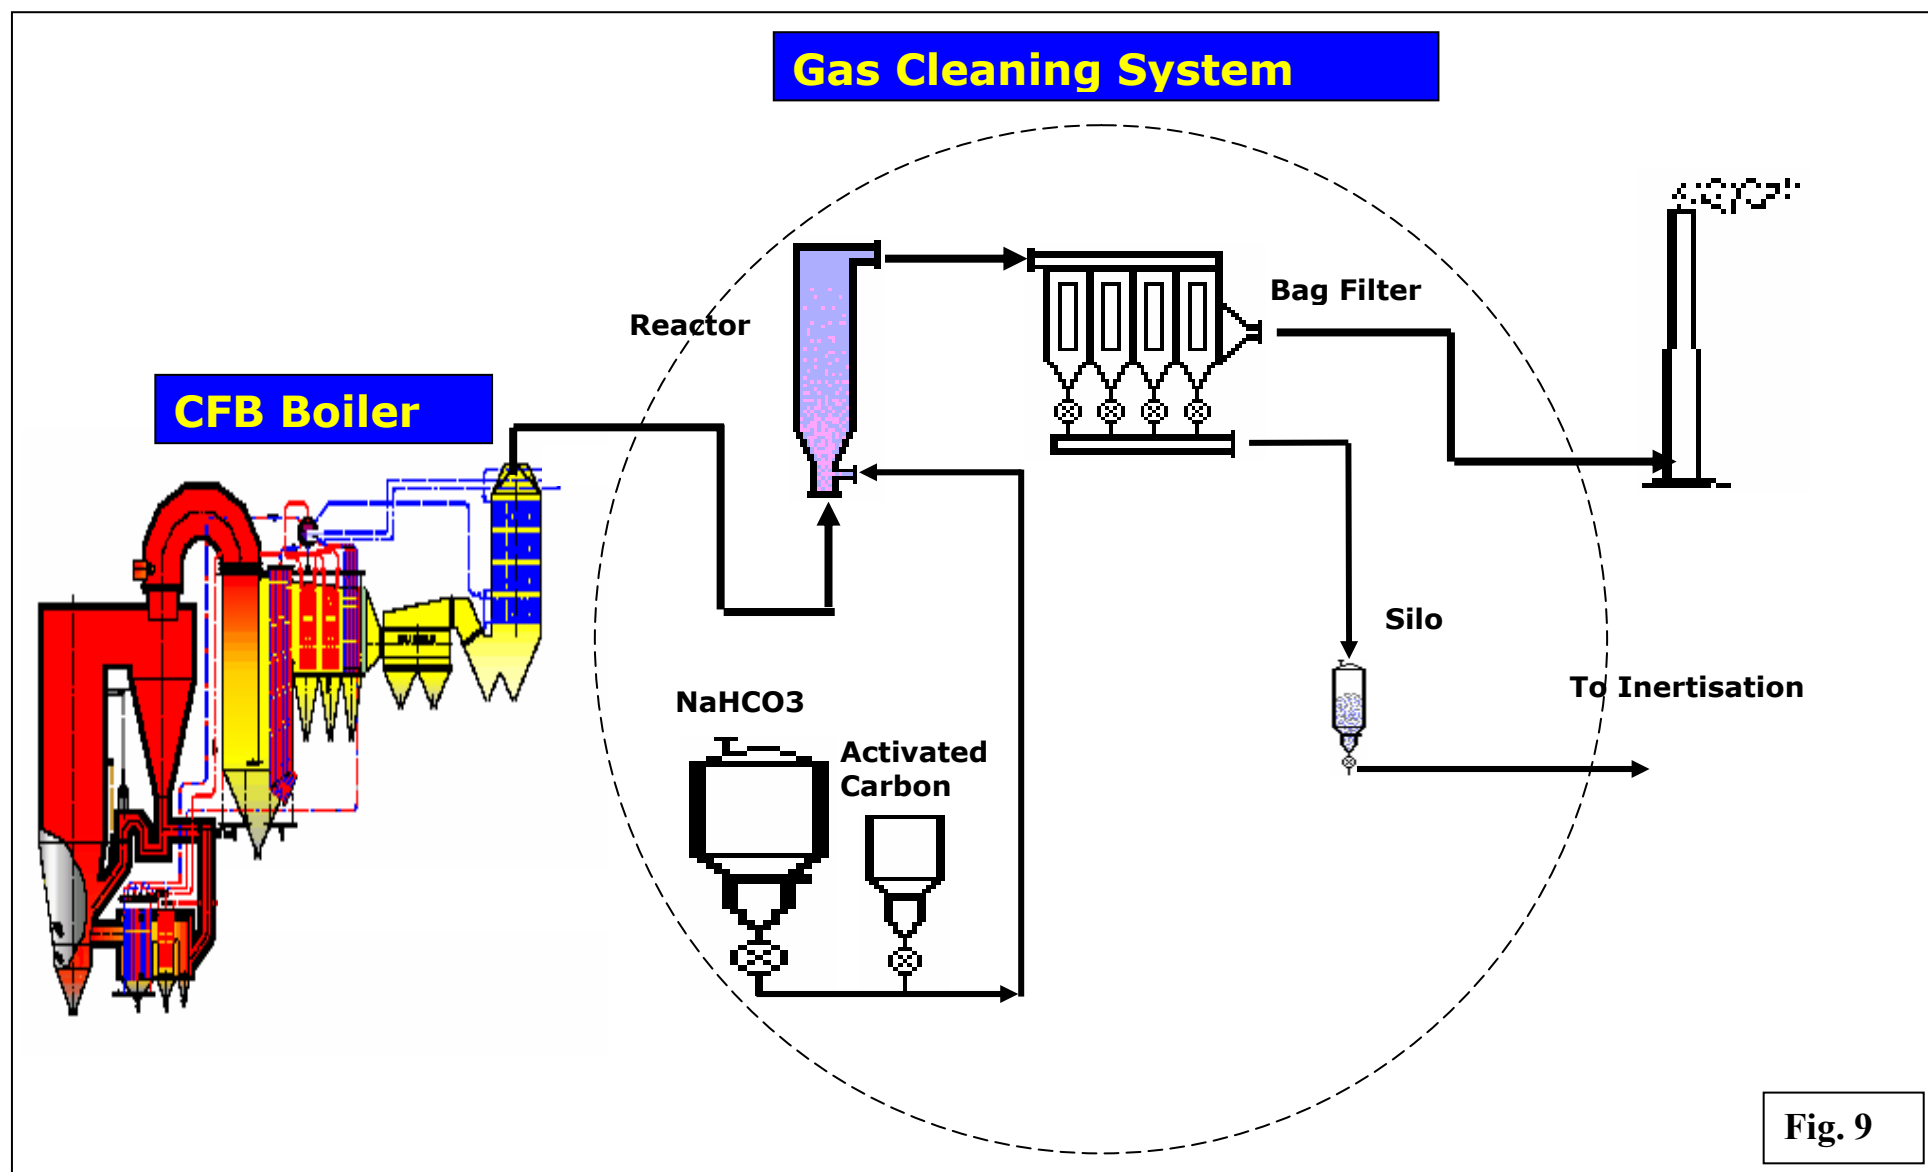 Gas Cleaning System
Bag Filter
Reactor
CFB Boiler
Silo
To Inertisation
NaHCO3
Activated
Carbon
Fig. 9